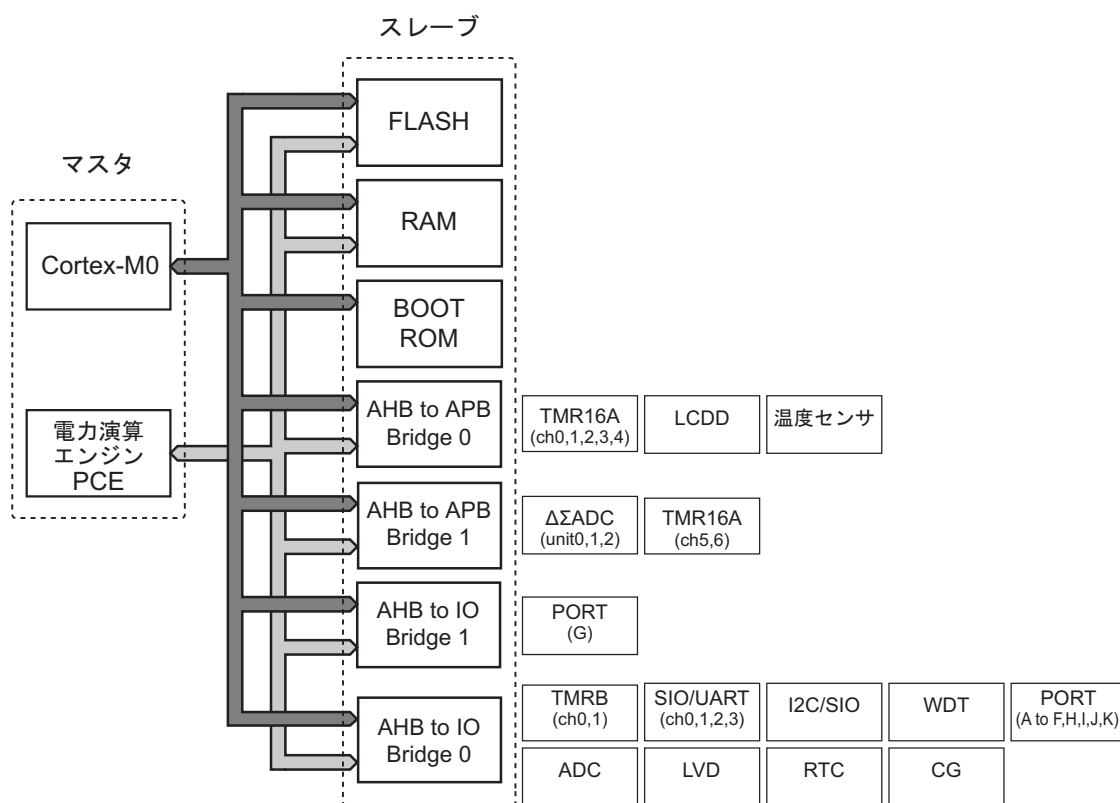 スレーブ
マスタ
FLASH
RAM
Cortex-M0
BOOT
ROM
電力演算
エンジン
PCE
AHB to APB
Bridge 0
TMR16A
(ch0,1,2,3,4)
LCDD
温度センサ
AHB to APB
Bridge 1
ΔΣADC
(unit0,1,2)
TMR16A
(ch5,6)
AHB to IO
Bridge 1
PORT
(G)
AHB to IO
Bridge 0
TMRB
(ch0,1)
SIO/UART
(ch0,1,2,3)
I2C/SIO
WDT
PORT
(A to F,H,I,J,K)
ADC
LVD
RTC
CG